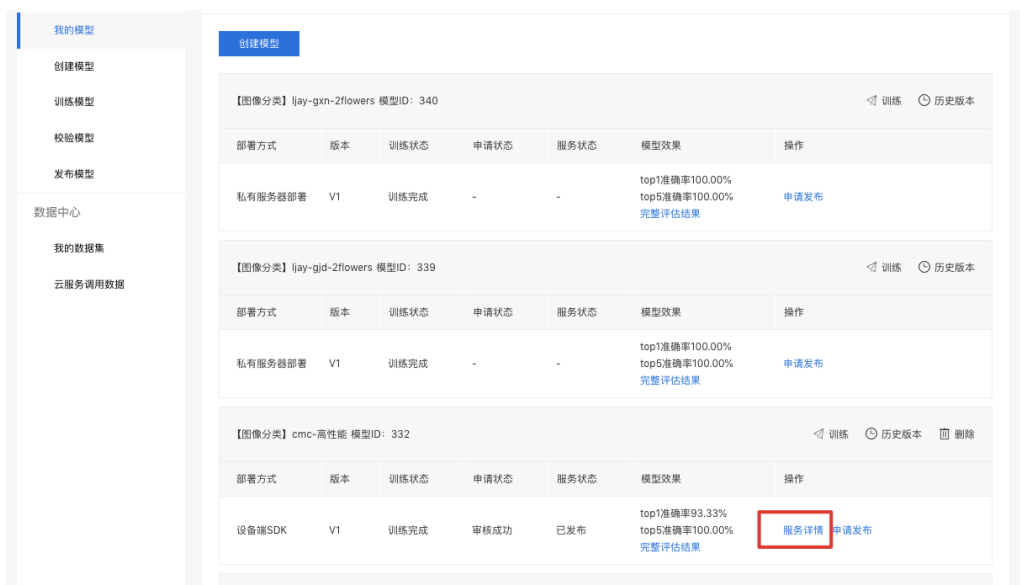 我的模型
创建模型
训练模型
校验模型
发布模型
数据中心
我的数据集
云服务调用数据
创建模型
【图像分类】ljay-gxn-2flowers 模型ID：340 训练 历史版本
部署方式 版本 训练状态 申请状态 服务状态 模型效果 操作
top1准确率100.00%
私有服务器部署 V1 训练完成 - - top5准确率100.00% 申请发布
完整评估结果
【图像分类】ljay-gjd-2flowers 模型ID：339 训练 历史版本
部署方式 版本 训练状态 申请状态 服务状态 模型效果 操作
top1准确率100.00%
私有服务器部署 V1 训练完成 - - top5准确率100.00% 申请发布
完整评估结果
【图像分类】cmc-高性能 模型ID：332 训练 历史版本 删除
部署方式 版本 训练状态 申请状态 服务状态 模型效果 操作
top1准确率93.33%
设备端SDK V1 训练完成 审核成功 已发布 top5准确率100.00% 服务详情 申请发布
完整评估结果